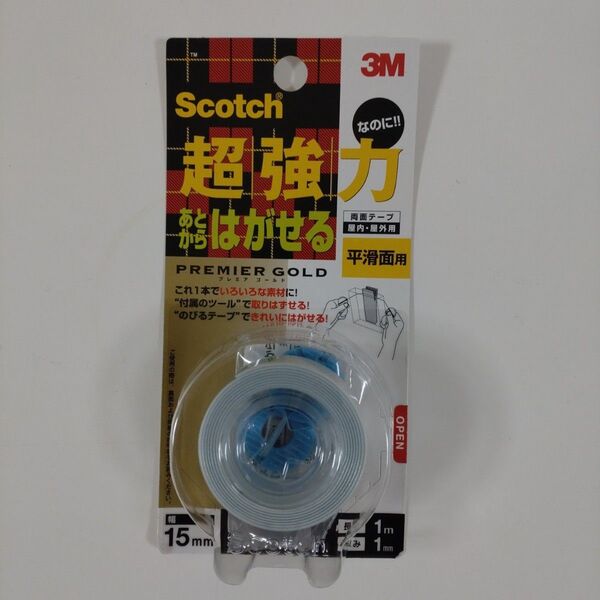 ™
3M
Scotch®
なのに!!
超強力
あとから
はがせる
両面テープ
屋内・屋外用
平滑面用
PREMIER GOLD
プレミア ゴールド
これ1本でいろいろな素材に!
“付属のツール”で取りはずせる!
“のびるテープ”できれいにはがせる!
OPEN
幅
15mm
長
1m
み
1mm